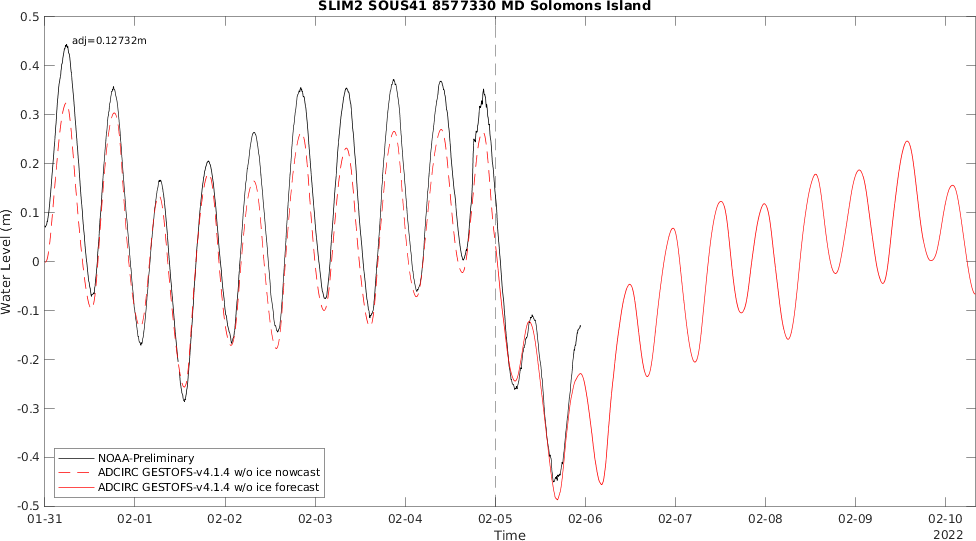 SLIM2 SOUS41 8577330 MD Solomons Island
adj=0.12732m
0.5
0.4
0.3
0.2
0.1
0
-0.1
-0.2
-0.3
-0.4
-0.5
Water Level (m)
NOAA-Preliminary
ADCIRC GESTOFS-v4.1.4 w/o ice nowcast
ADCIRC GESTOFS-v4.1.4 w/o ice forecast
01-31 02-01 02-02 02-03 02-04 02-05 02-06 02-07 02-08 02-09 02-10
Time
2022